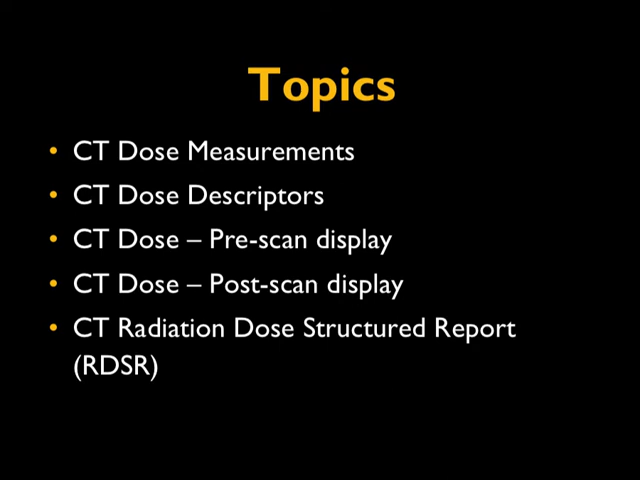 Topics
• CT Dose Measurements
• CT Dose Descriptors
• CT Dose – Pre-scan display
• CT Dose – Post-scan display
• CT Radiation Dose Structured Report
(RDSR)